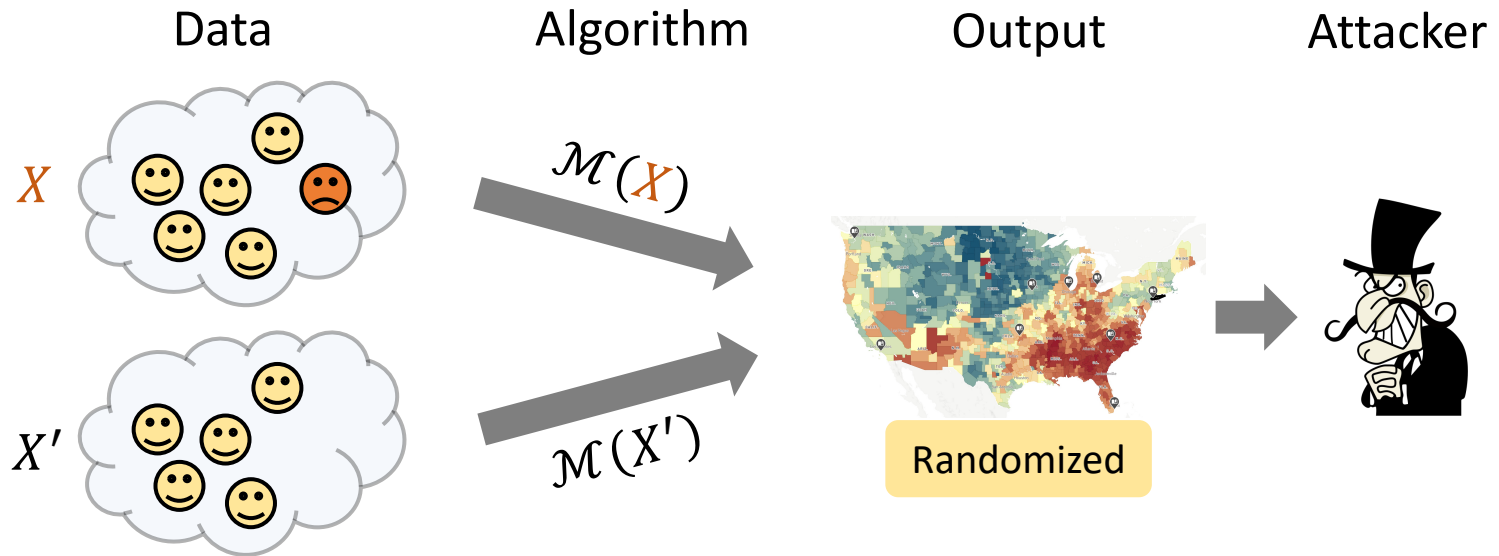 Data
Algorithm
Output
Attacker
X
ℳ(X)
X′
ℳ(X′)
Randomized